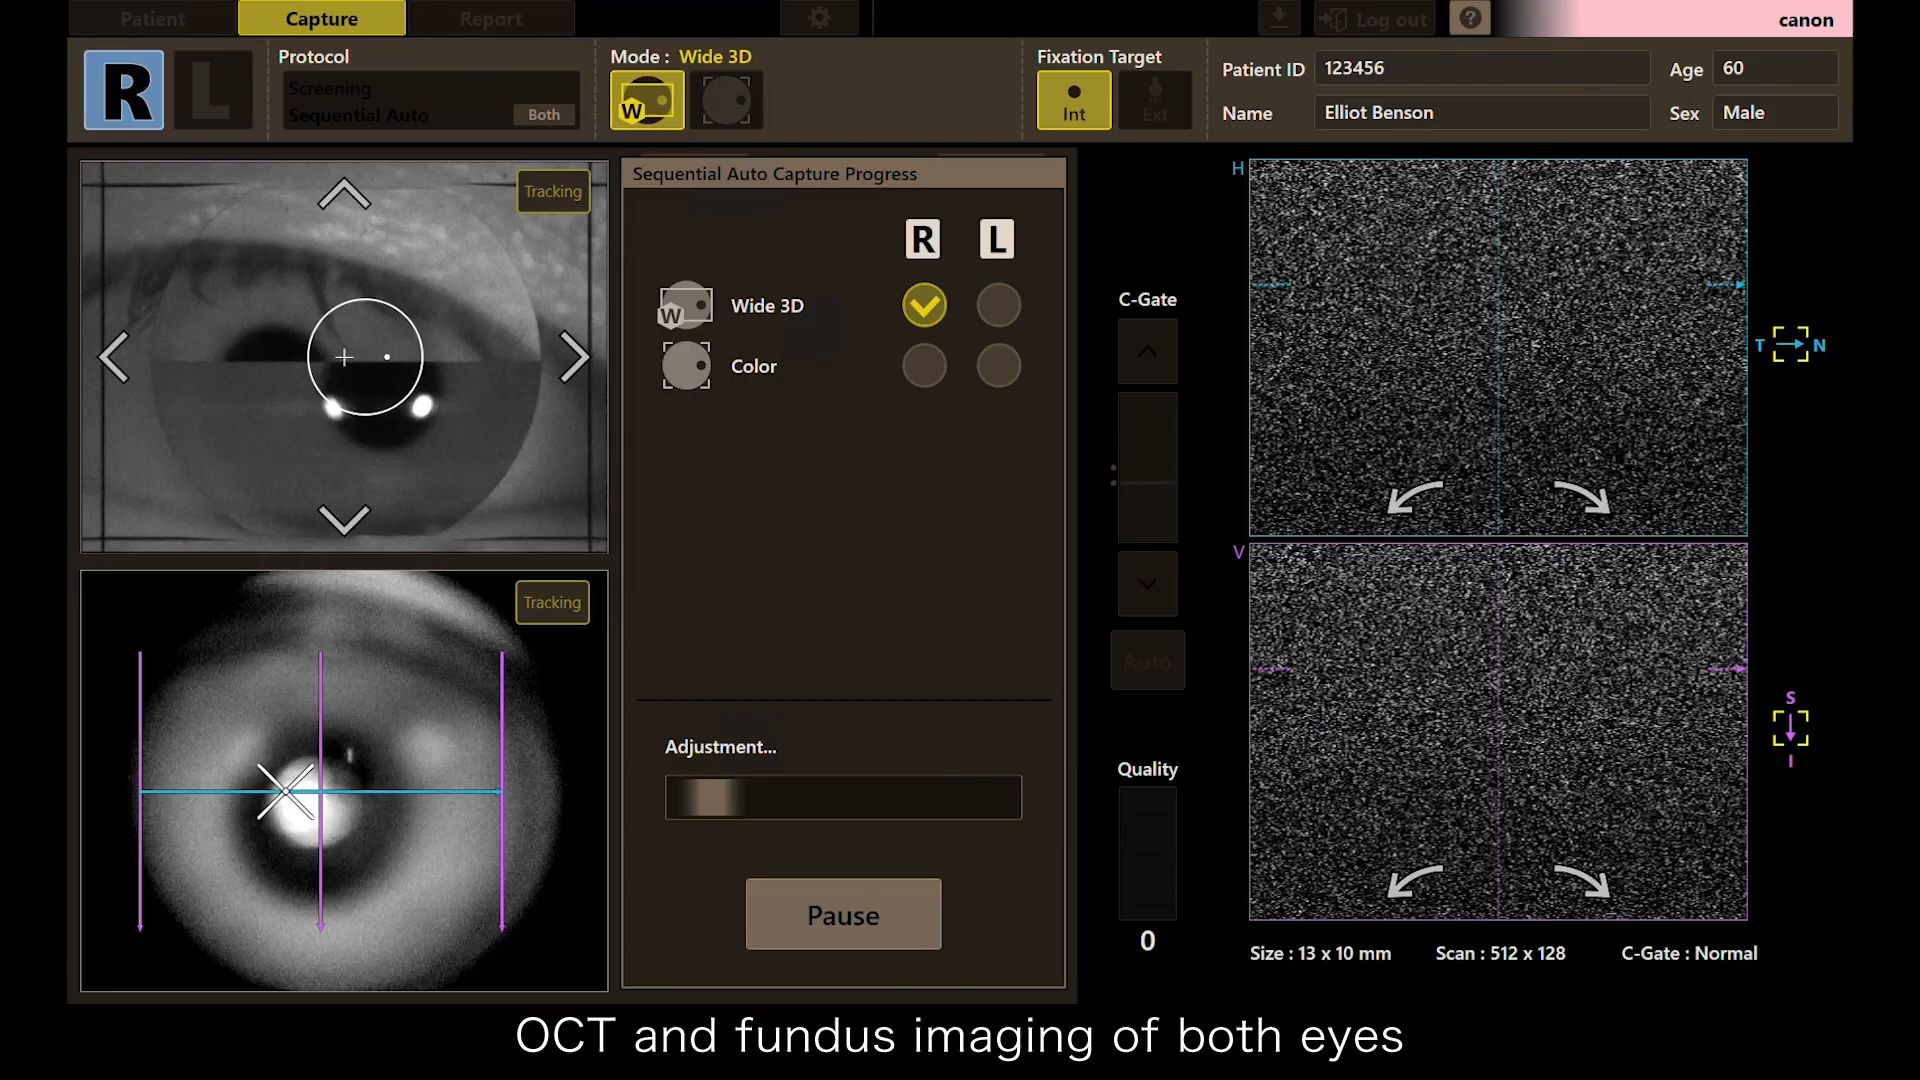 Patient
Capture
Report
Log out
?
canon
R
L
Protocol
Screening
Sequential Auto
Both
Mode : Wide 3D
W
Fixation Target
Int
Ext
Patient ID 123456
Age 60
Name Elliot Benson
Sex Male
Tracking
Sequential Auto Capture Progress
R L
W Wide 3D
Color
Adjustment...
Pause
Tracking
C-Gate
Auto
Quality
0
H
T N
V
S
I
Size : 13 x 10 mm Scan : 512 x 128 C-Gate : Normal
OCT and fundus imaging of both eyes